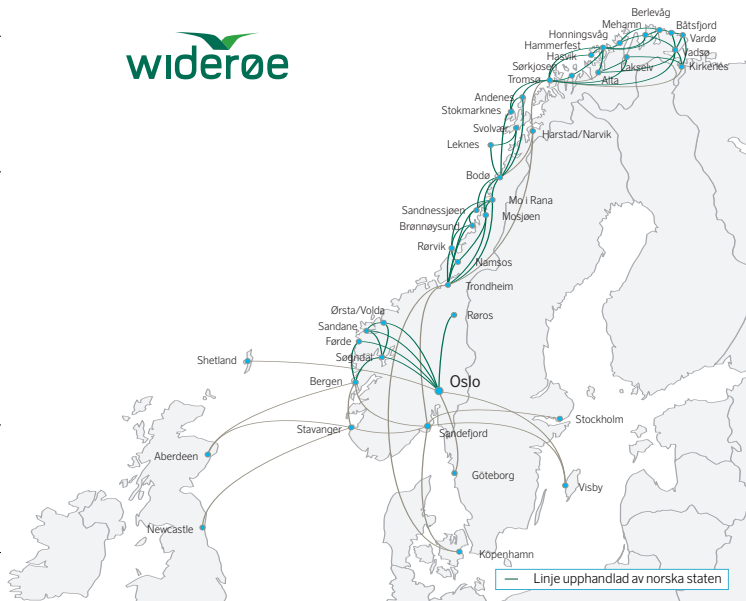 widerøe
Berlevåg
Mehamn
Båtsfjord
Honningsvåg
Vardø
Hammerfest
Vadsø
Hasvik
Lakselv
Kirkenes
Sørkjosen
Tromsø
Alta
Andenes
Stokmarknes
Svolvær
Harstad/Narvik
Leknes
Bodø
Mo i Rana
Sandnessjøen
Mosjøen
Brønnøysund
Rørvik
Namsos
Trondheim
Ørsta/Volda
Røros
Sandane
Førde
Sogndal
Shetland
Bergen
Oslo
Stockholm
Stavanger
Sandefjord
Aberdeen
Göteborg
Visby
Newcastle
Köpenhamn
Linje upphandlad av norska staten